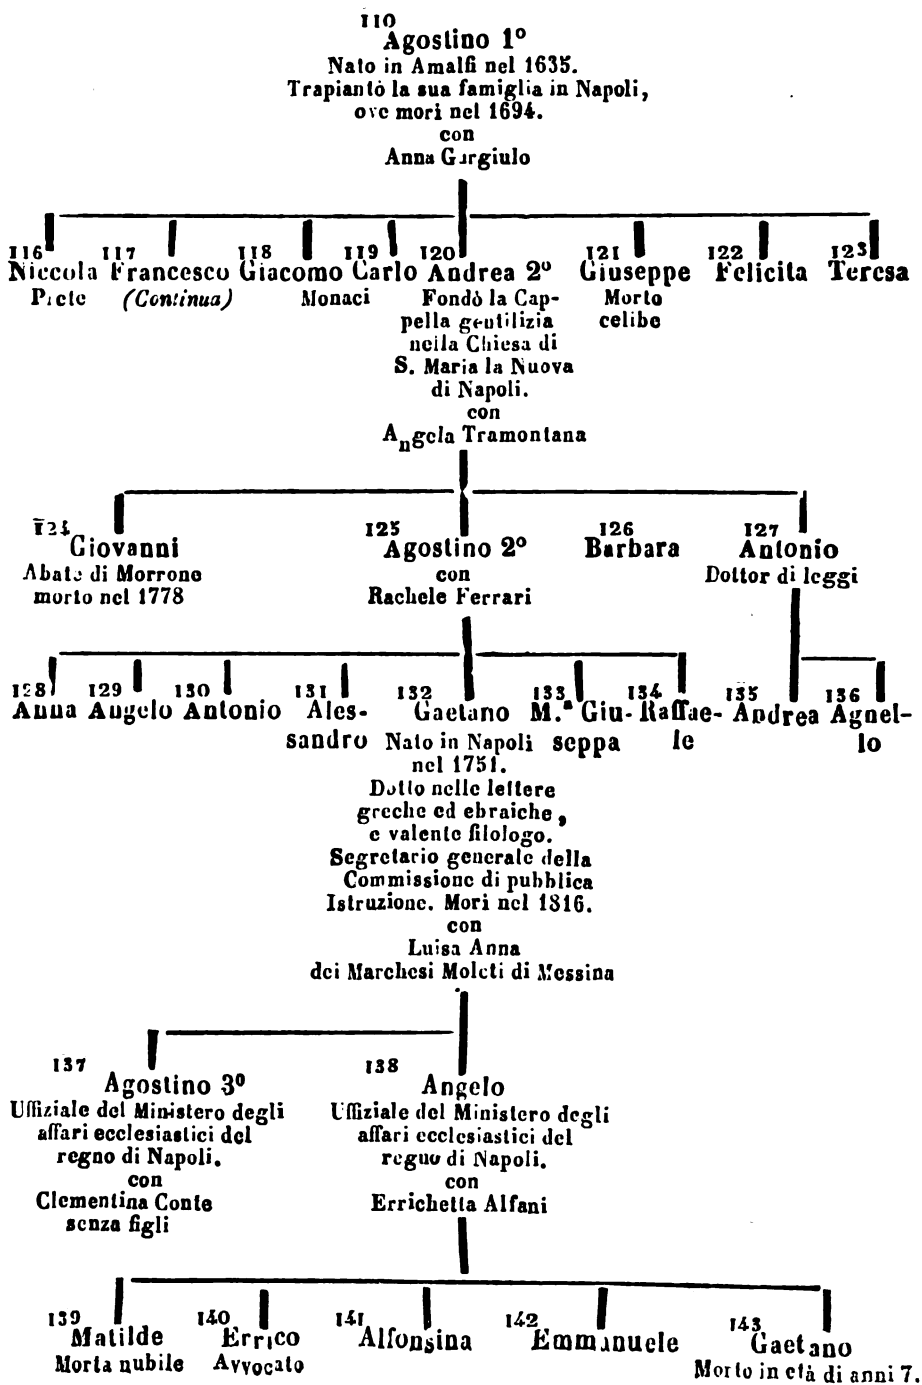 110
Agostino 1º
Nato in Amalfi nel 1635.
Trapiantò la sua famiglia in Napoli,
ove mori nel 1694.
con
Anna Gargiulo
116 117 118 119 120 121 122 123
Niccola Francesco Giacomo Carlo Andrea 2º Giuseppe Felicita Teresa
Prete (Continua) Monaci Fondò la Cap- Morto
pella gentilizia celibe
nella Chiesa di
S. Maria la Nuova
di Napoli.
con
Angela Tramontana
124 125 126 127
Giovanni Agostino 2º Barbara Antonio
Abate di Morrone con Dottor di leggi
morto nel 1778 Rachele Ferrari
128 129 130 131 132 133 134 135 136
Anna Angelo Antonio Ales- Gaetano M.ª Giu- Raffae- Andrea Agnel-
sandro Nato in Napoli seppa le lo
nel 1751.
Dotto nelle lettere
greche ed ebraiche,
e valente filologo.
Segretario generale della
Commissione di pubblica
Istruzione. Mori nel 1816.
con
Luisa Anna
dei Marchesi Moleti di Messina
137 138
Agostino 3º Angelo
Uffiziale del Ministero degli Uffiziale del Ministero degli
affari ecclesiastici del affari ecclesiastici del
regno di Napoli. regno di Napoli.
con con
Clementina Conte Errichetta Alfani
senza figli
139 140 141 142 143
Matilde Errico Alfonsina Emmanuele Gaetano
Morta nubile Avvocato Morto in età di anni 7.